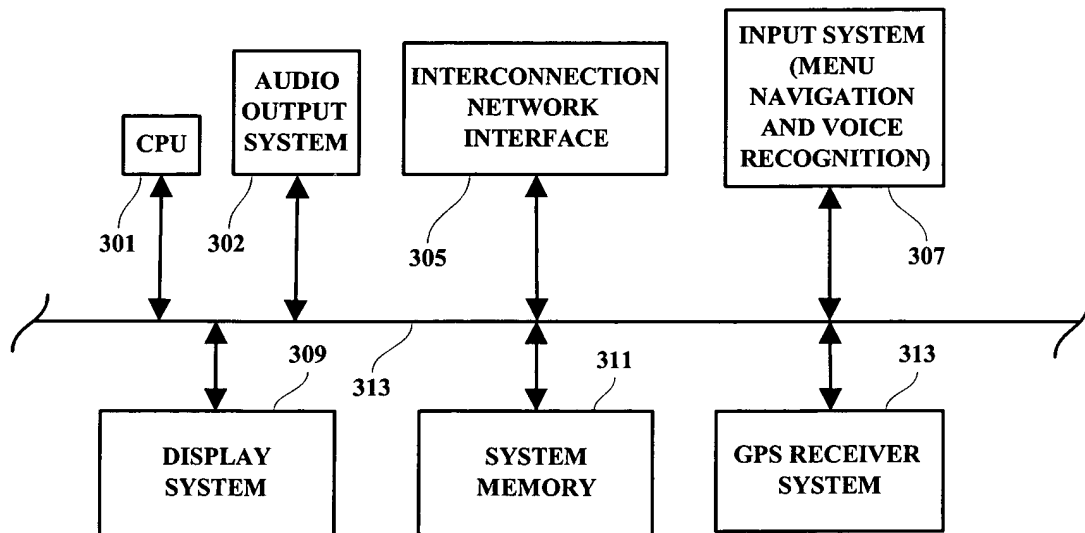 CPU
AUDIO
OUTPUT
SYSTEM
INTERCONNECTION
NETWORK
INTERFACE
INPUT SYSTEM
(MENU
NAVIGATION
AND VOICE
RECOGNITION)
301
302
305
307
309
313
311
313
DISPLAY
SYSTEM
SYSTEM
MEMORY
GPS RECEIVER
SYSTEM